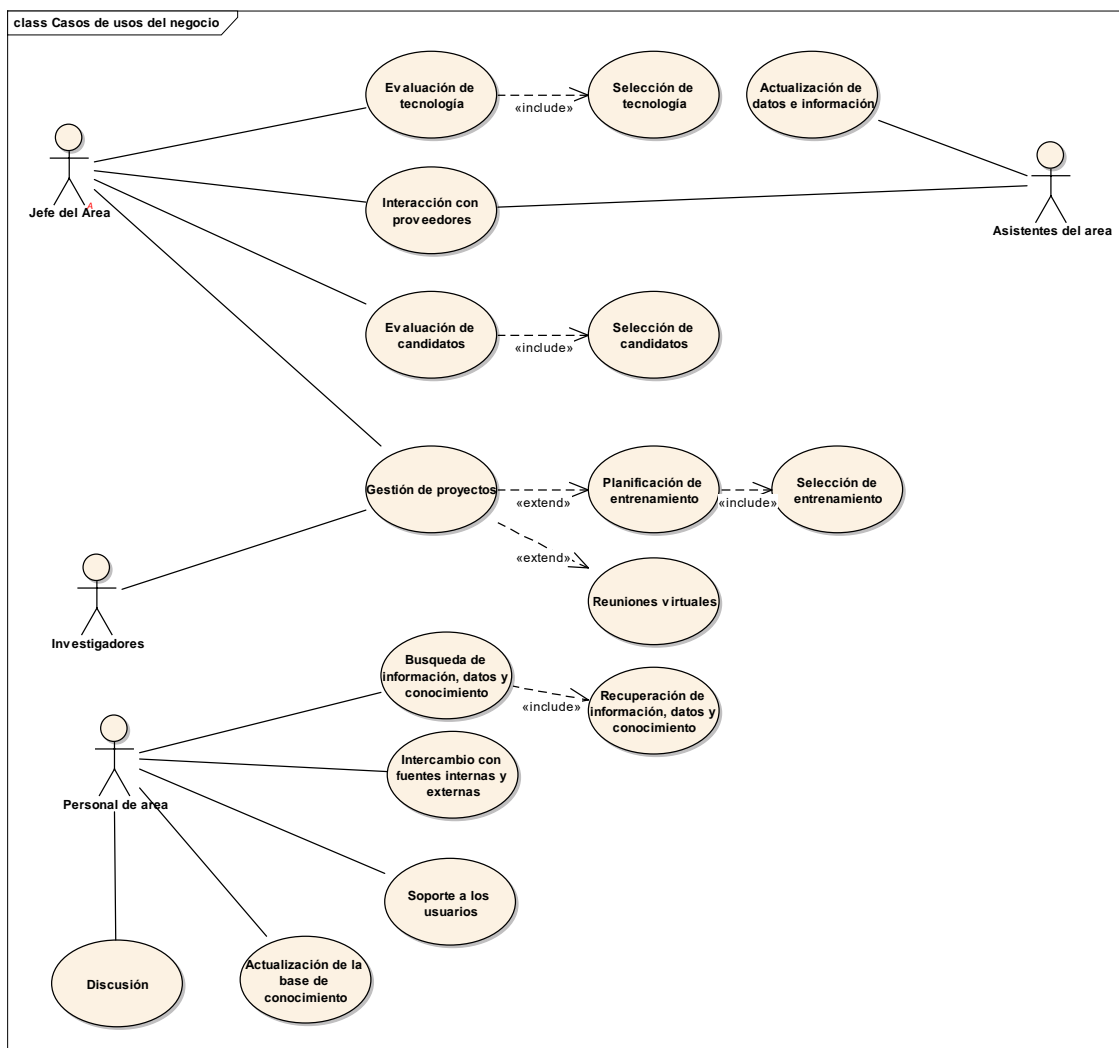 class Casos de usos del negocio
Evaluación de
tecnología
«include»
Selección de
tecnología
Actualización de
datos e información
Jefe del Area
A
Interacción con
proveedores
Asistentes del area
Evaluación de
candidatos
«include»
Selección de
candidatos
Gestión de proyectos
«extend»
Planificación de
entrenamiento
«include»
Selección de
entrenamiento
«extend»
Reuniones virtuales
Investigadores
Busqueda de
información, datos y
conocimiento
«include»
Recuperación de
información, datos y
conocimiento
Intercambio con
fuentes internas y
externas
Personal de area
Soporte a los
usuarios
Discusión
Actualización de la
base de
conocimiento